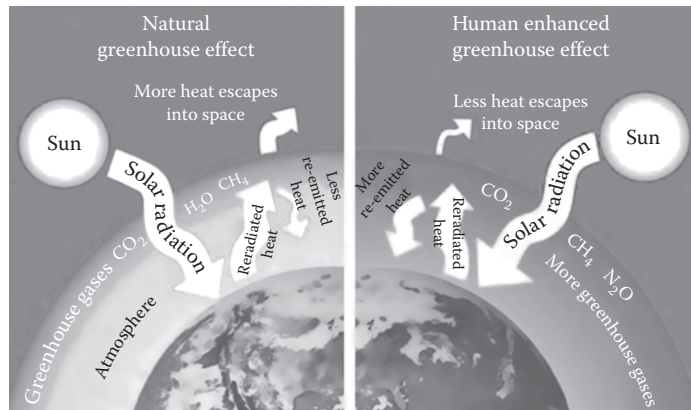 Natural
greenhouse effect
More heat escapes
into space
Sun
Solar radiation
H₂O CH₄
CO₂
Greenhouse gases
Atmosphere
Reradiated
heat
Less
re-emitted
heat
Human enhanced
greenhouse effect
Less heat escapes
into space
Sun
Solar radiation
More
re-emitted
heat
Reradiated
heat
CO₂
CH₄ N₂O
More greenhouse gases